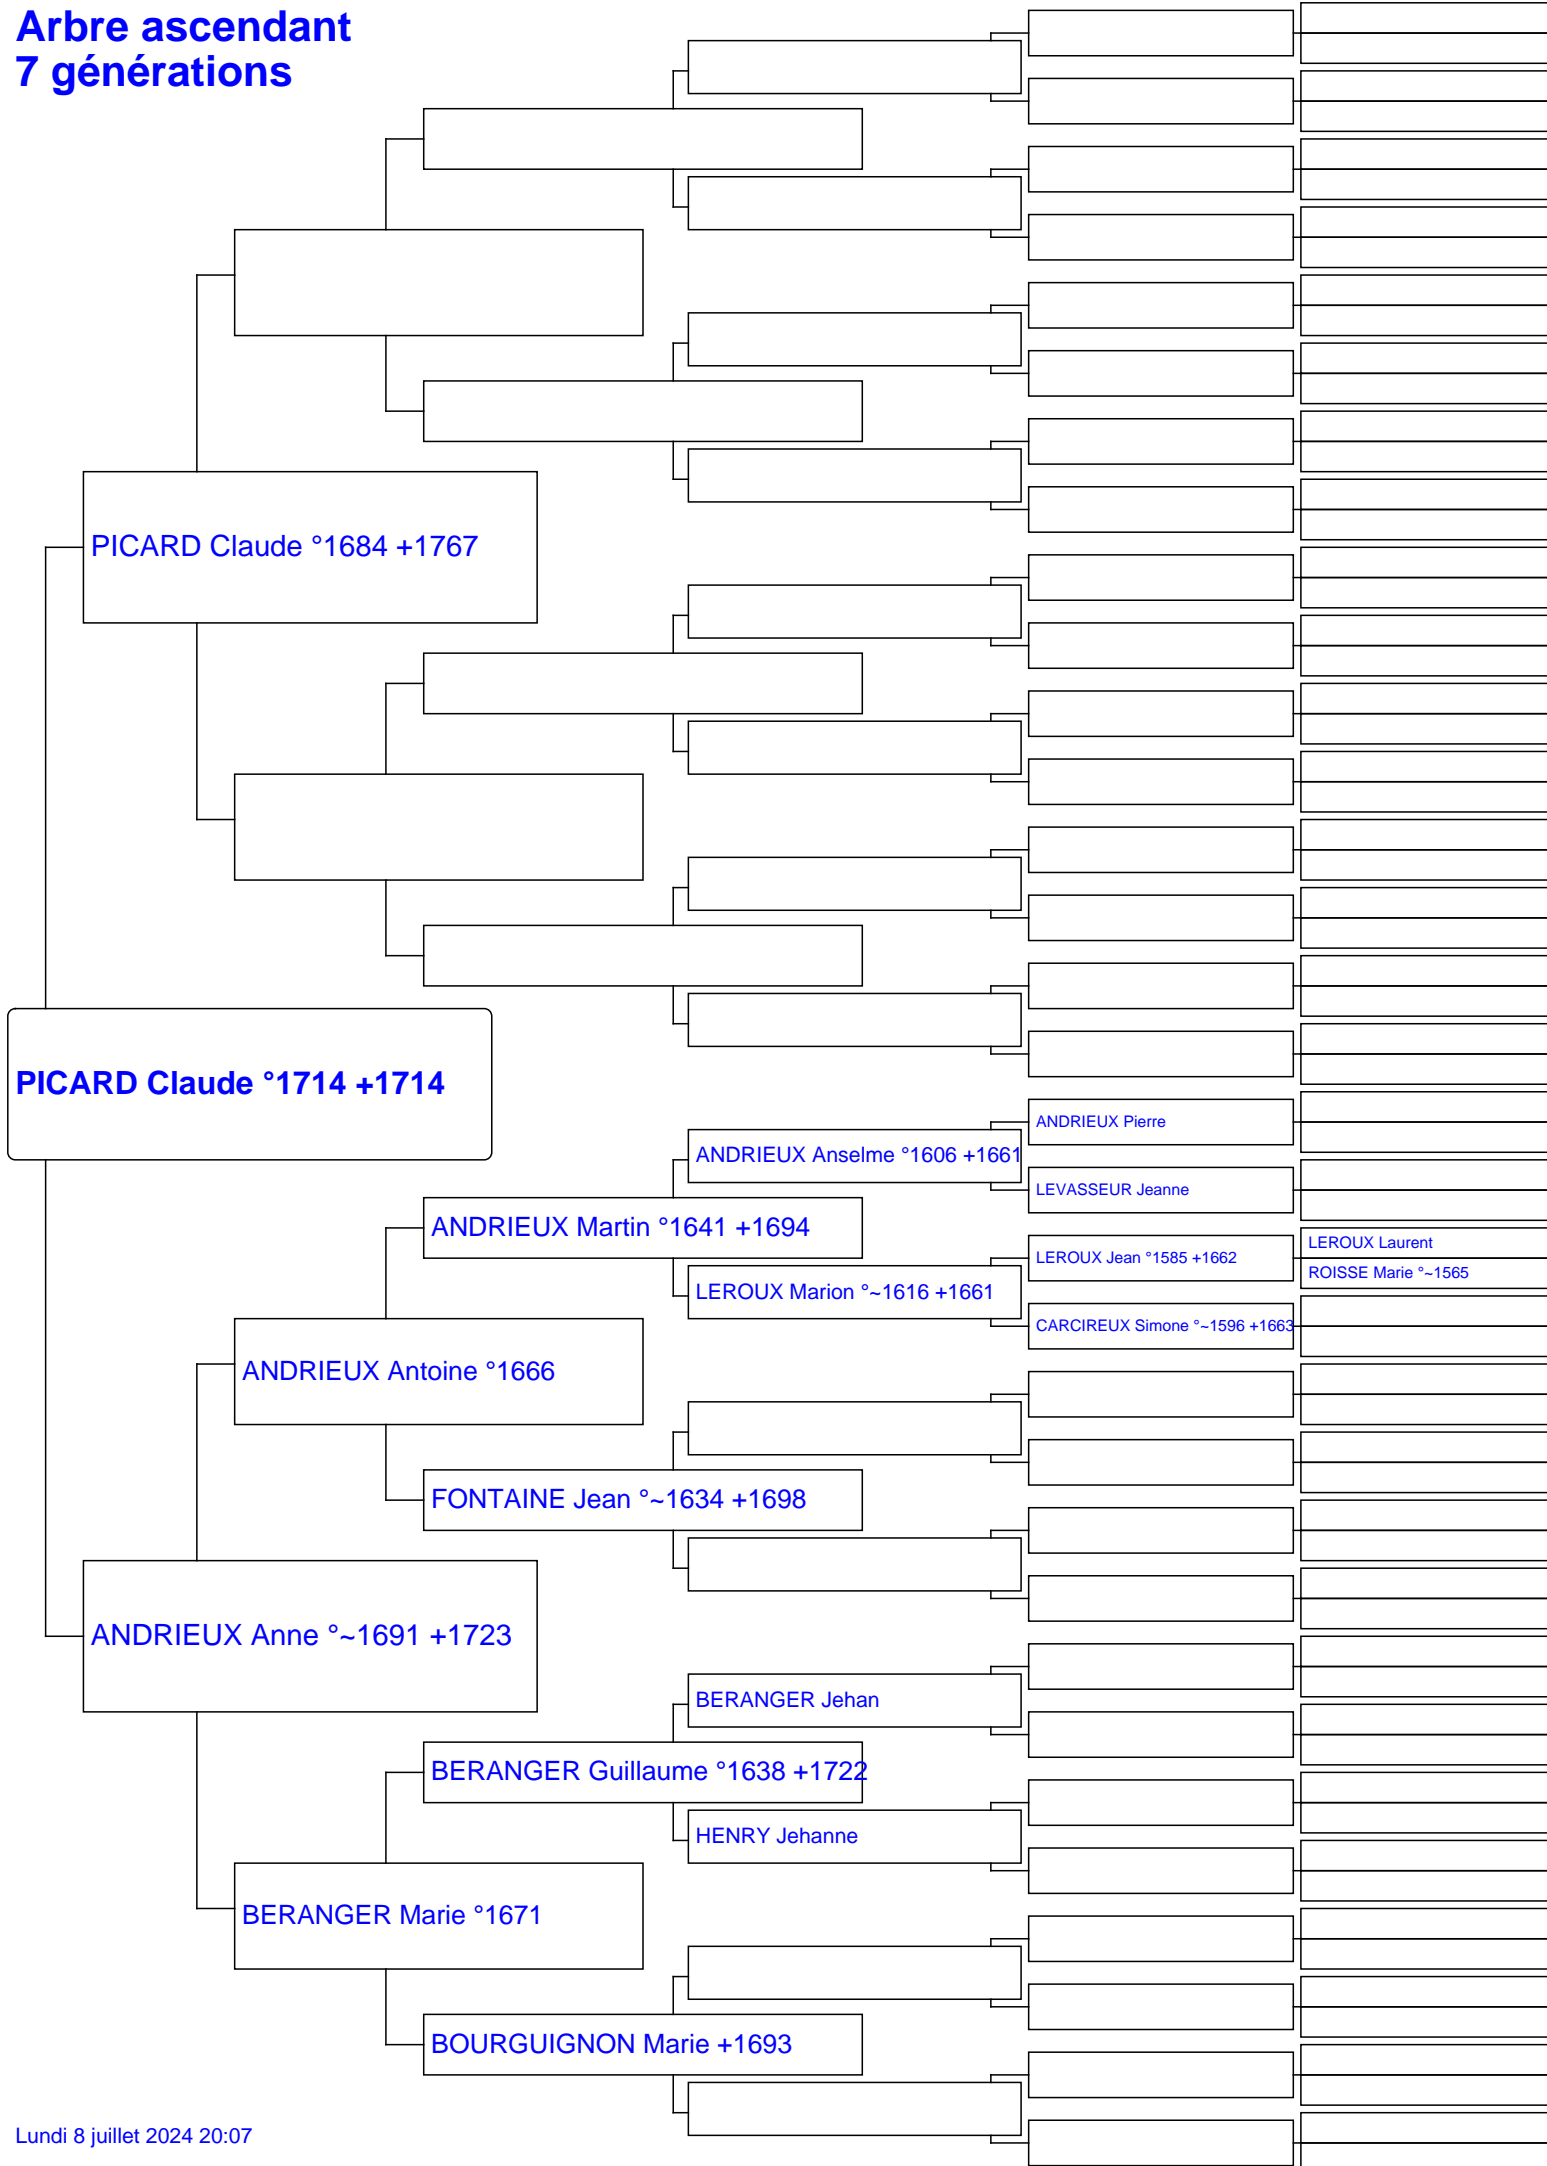 Arbre ascendant
7 générations
PICARD Claude °1684 +1767
PICARD Claude °1714 +1714
ANDRIEUX Pierre
ANDRIEUX Anselme °1606 +1661
LEVASSEUR Jeanne
ANDRIEUX Martin °1641 +1694
LEROUX Laurent
LEROUX Jean °1585 +1662
ROISSE Marie °~1565
LEROUX Marion °~1616 +1661
CARCIREUX Simone °~1596 +1663
ANDRIEUX Antoine °1666
FONTAINE Jean °~1634 +1698
ANDRIEUX Anne °~1691 +1723
BERANGER Jehan
BERANGER Guillaume °1638 +1722
HENRY Jehanne
BERANGER Marie °1671
BOURGUIGNON Marie +1693
Lundi 8 juillet 2024 20:07